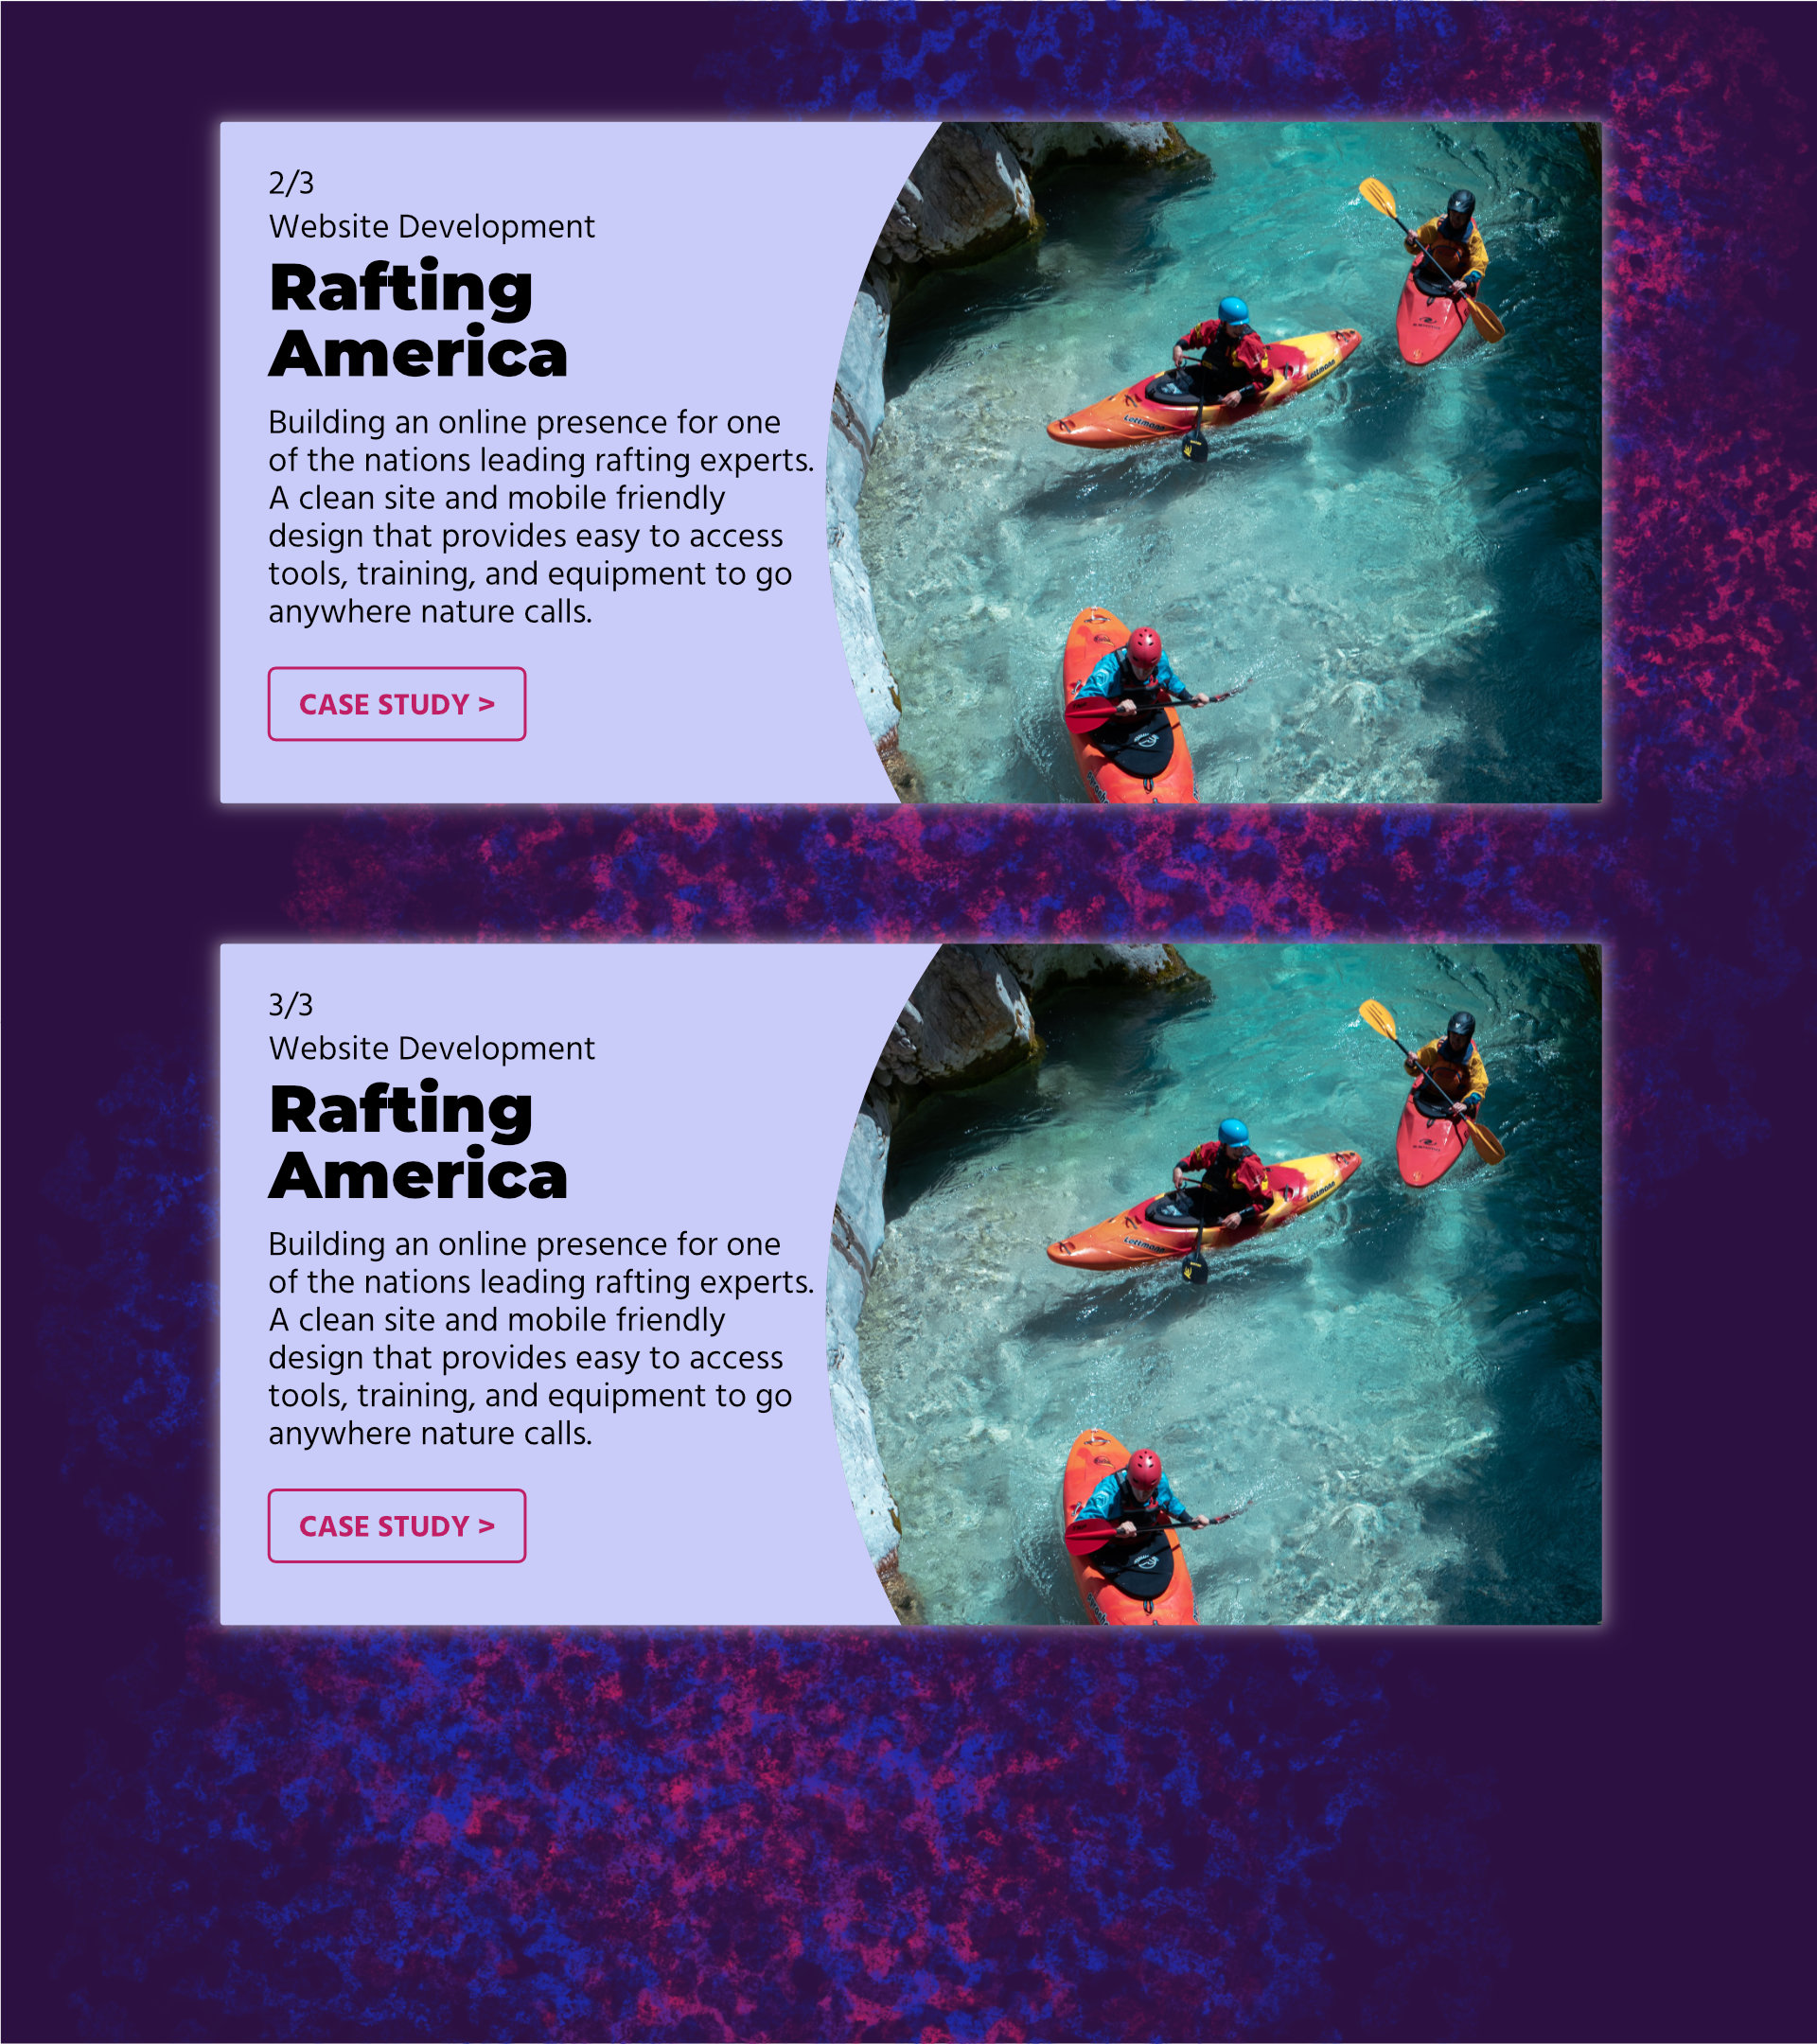 2/3
Website Development
Rafting
America
Building an online presence for one
of the nations leading rafting experts.
A clean site and mobile friendly
design that provides easy to access
tools, training, and equipment to go
anywhere nature calls.
CASE STUDY >
Lettmann
Lettmann
3/3
Website Development
Rafting
America
Building an online presence for one
of the nations leading rafting experts.
A clean site and mobile friendly
design that provides easy to access
tools, training, and equipment to go
anywhere nature calls.
CASE STUDY >
Lettmann
Lettmann